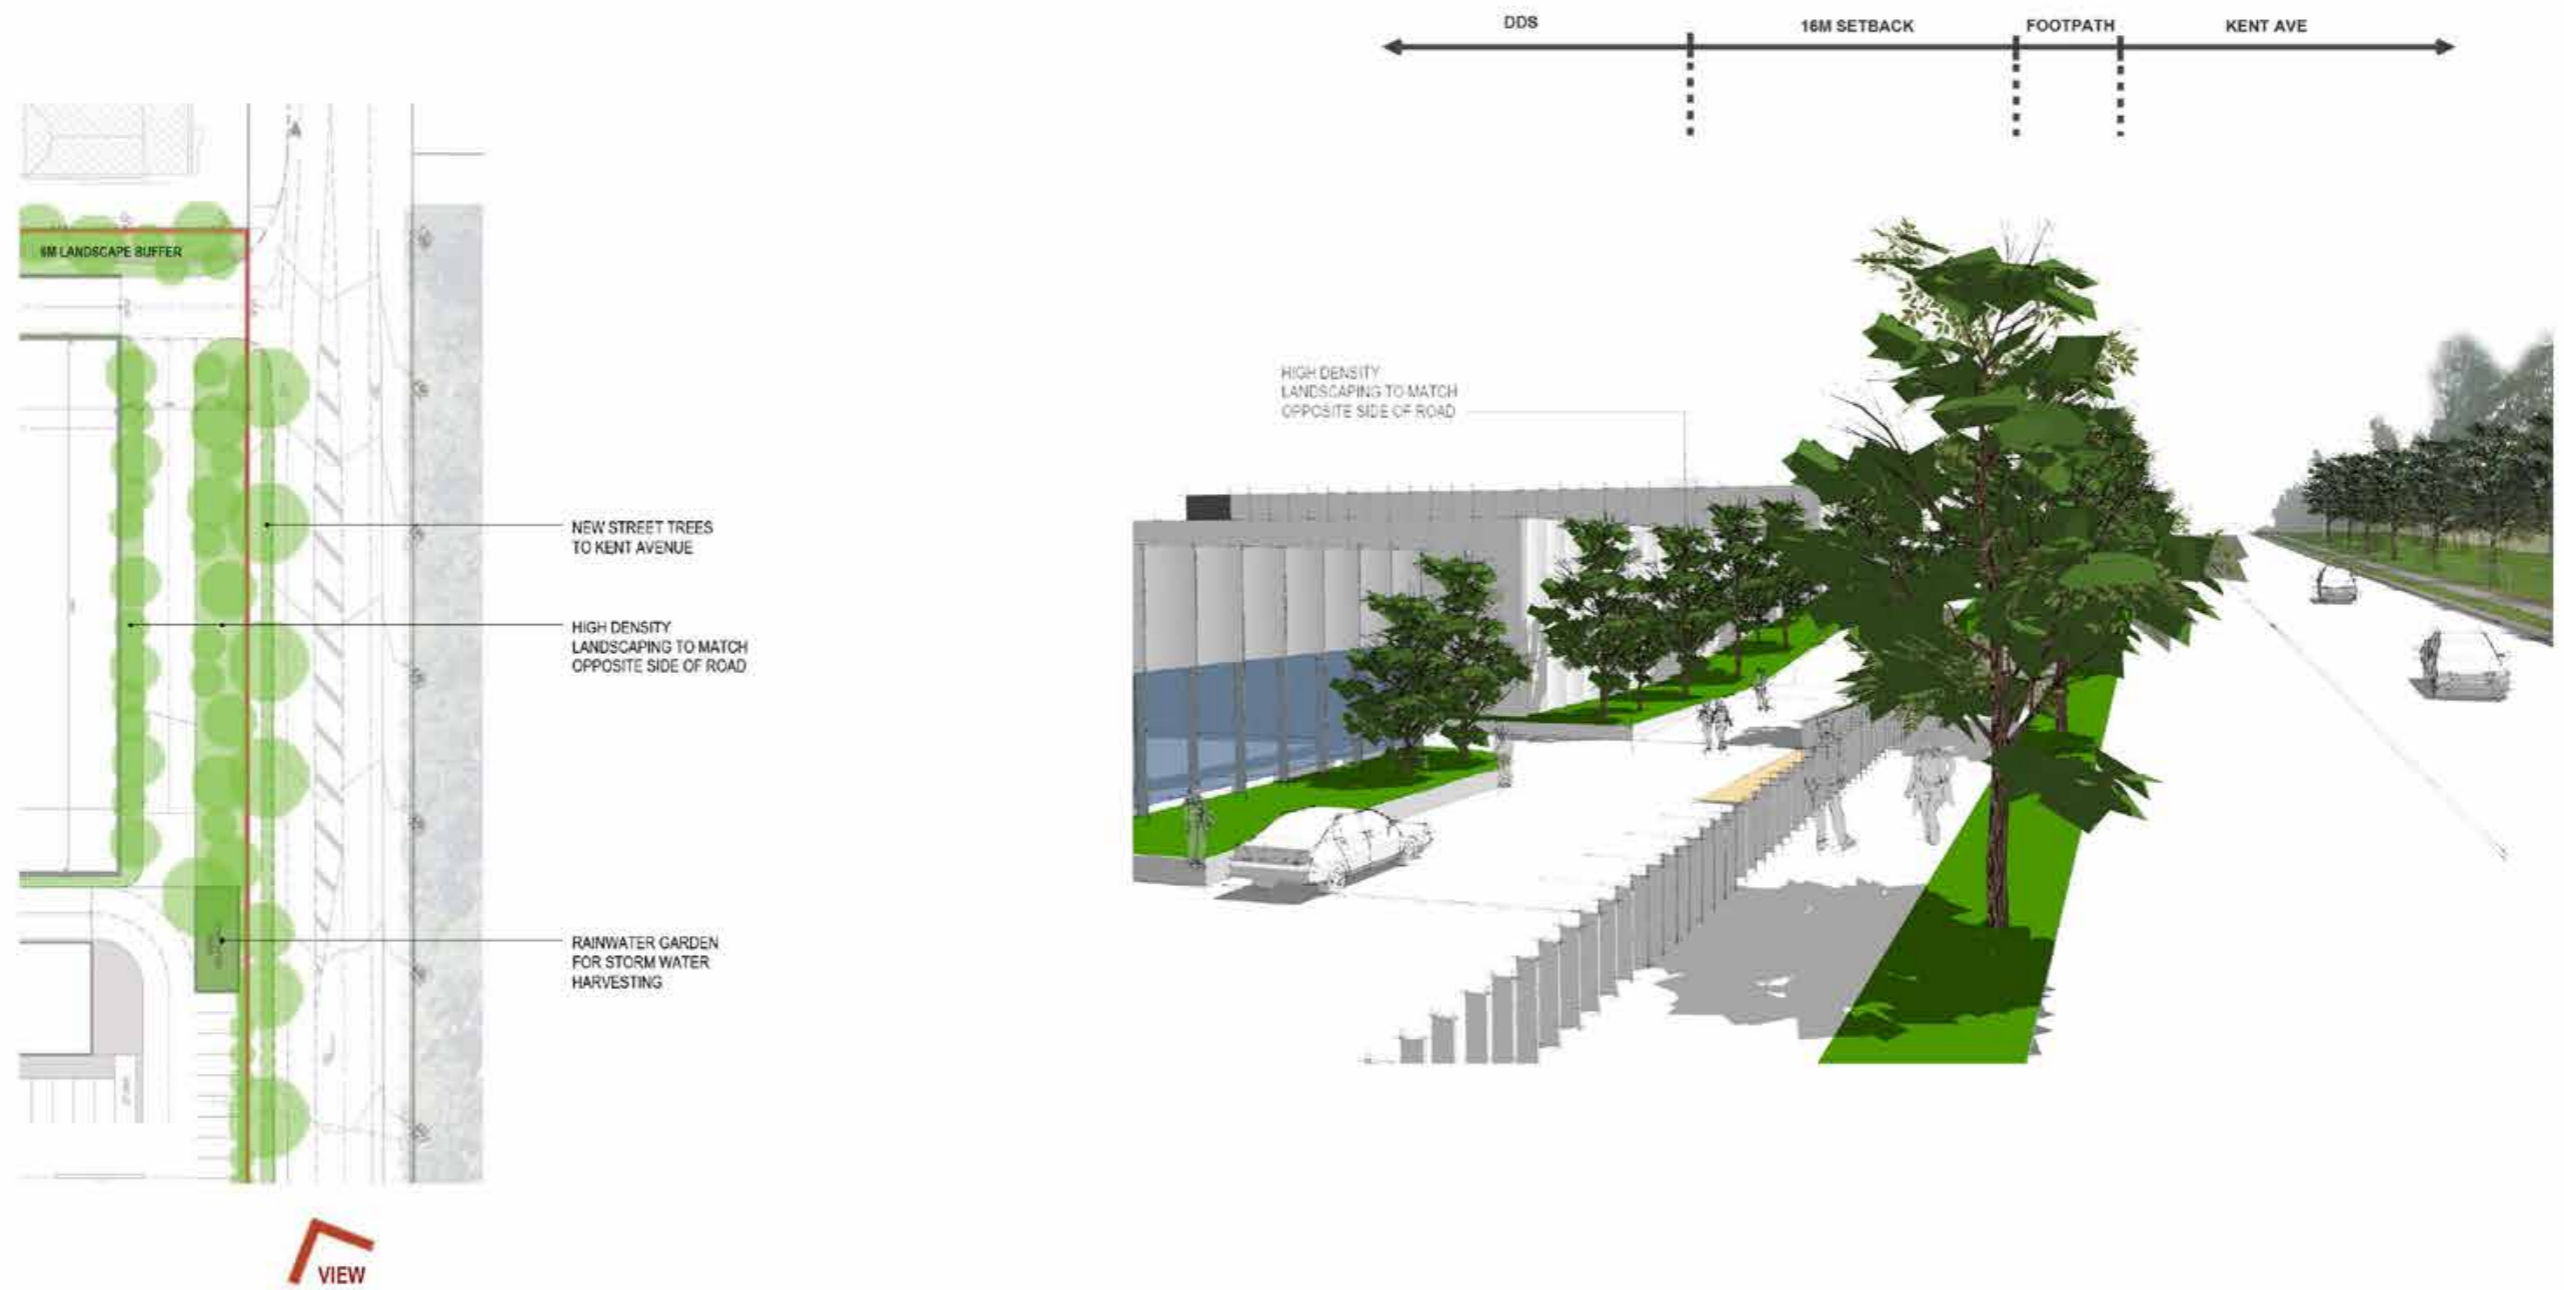 DDS
16M SETBACK
FOOTPATH
KENT AVE
6M LANDSCAPE BUFFER
NEW STREET TREES
TO KENT AVENUE
HIGH DENSITY
LANDSCAPING TO MATCH
OPPOSITE SIDE OF ROAD
RAINWATER GARDEN
FOR STORM WATER
HARVESTING
VIEW
HIGH DENSITY
LANDSCAPING TO MATCH
OPPOSITE SIDE OF ROAD